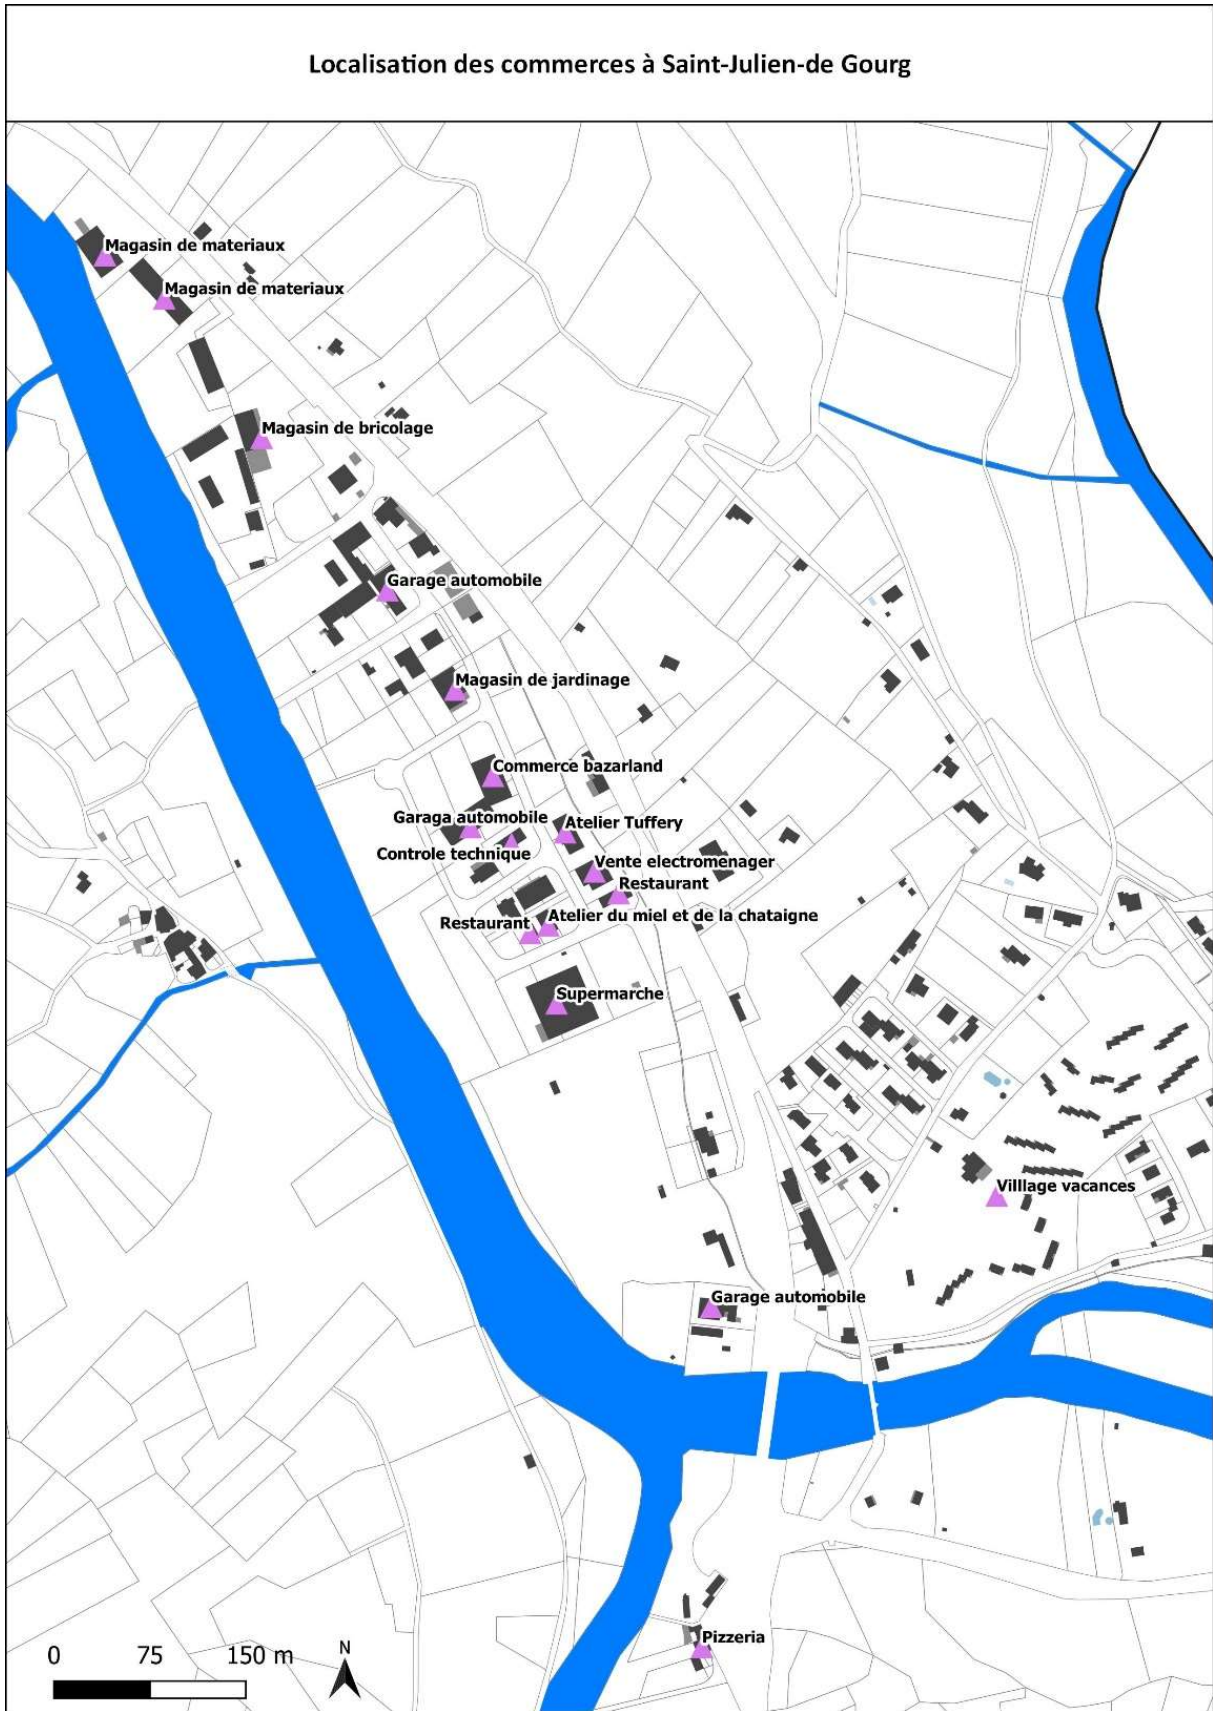 Localisation des commerces à Saint-Julien-de Gourg
Magasin de materiaux
Magasin de materiaux
Magasin de bricolage
Garage automobile
Magasin de jardinage
Commerce bazarland
Garaga automobile
Atelier Tuffery
Controle technique
Vente electromenager
Restaurant
Atelier du miel et de la chataigne
Restaurant
Supermarche
Villlage vacances
Garage automobile
Pizzeria
0 75 150 m
N